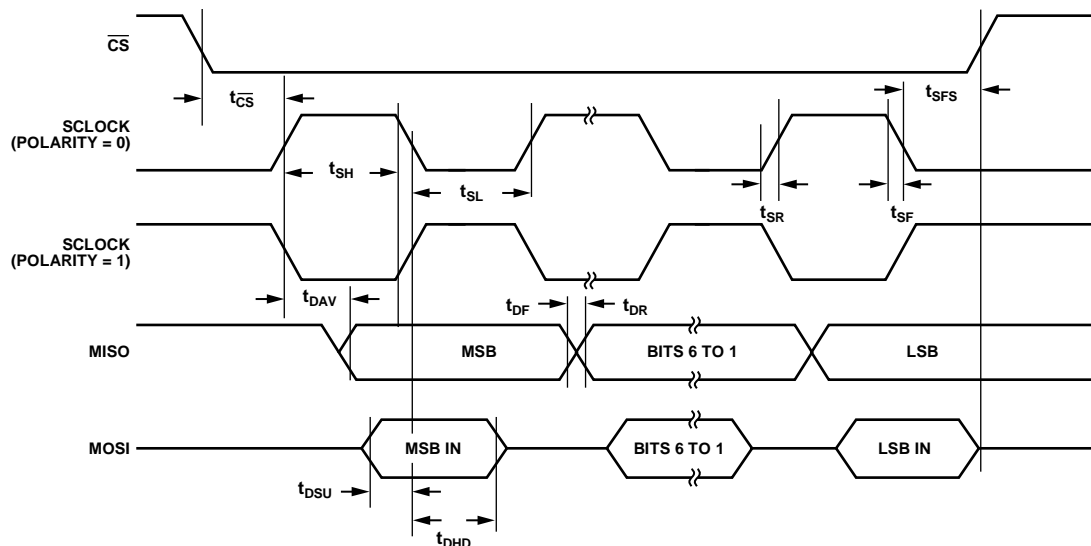 CS
tCS
tSFS
SCLOCK
(POLARITY = 0)
tSH
tSL
tSR
tSF
SCLOCK
(POLARITY = 1)
tDAV
tDF
tDR
MISO
MSB
BITS 6 TO 1
LSB
MOSI
MSB IN
BITS 6 TO 1
LSB IN
tDSU
tDHD